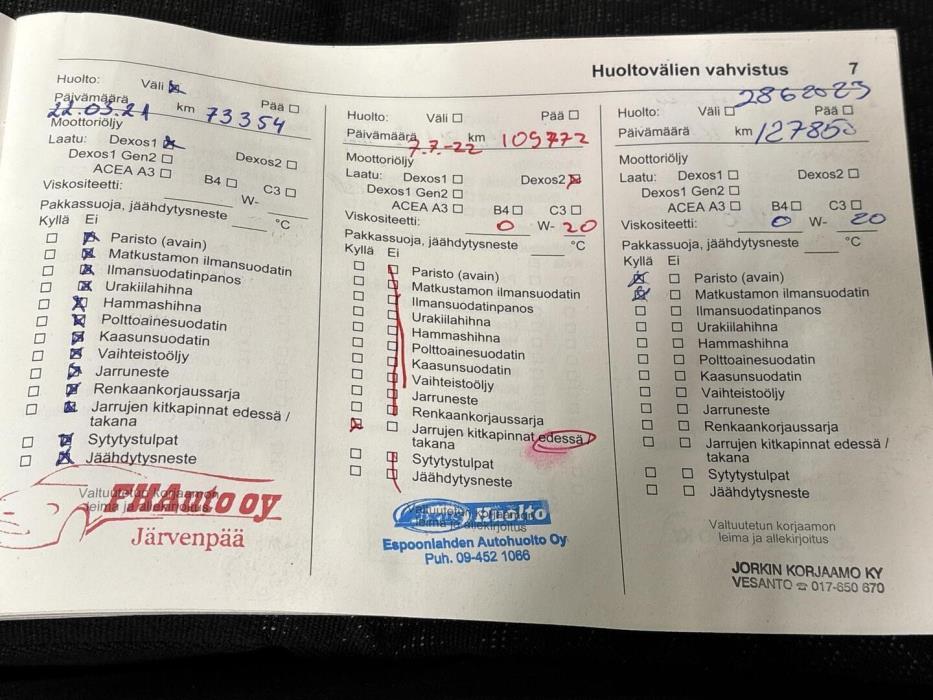 Huoltovälien vahvistus 7
Huolto: Väli Pää
Päivämäärä 22.03.21 km 73354
Moottoriöljy
Laatu: Dexos1 Dexos2
Dexos1 Gen2
ACEA A3 B4 C3
Viskositeetti: W-
Pakkassuoja, jäähdytysneste °C
Kyllä Ei
Paristo (avain)
Matkustamon ilmansuodatin
Ilmansuodatinpanos
Urakiilahihna
Hammashihna
Polttoainesuodatin
Kaasunsuodatin
Vaihteistoöljy
Jarruneste
Renkaankorjaussarja
Jarrujen kitkapinnat edessä /
takana
Sytytystulpat
Jäähdytysneste
Valtuutetun korjaamon
leima ja allekirjoitus
Auto oy
Järvenpää
Huolto: Väli Pää
Päivämäärä 7.7.-22 km 109772
Moottoriöljy
Laatu: Dexos1 Dexos2
Dexos1 Gen2
ACEA A3 B4 C3
Viskositeetti: 0 W- 20
Pakkassuoja, jäähdytysneste °C
Kyllä Ei
Paristo (avain)
Matkustamon ilmansuodatin
Ilmansuodatinpanos
Urakiilahihna
Hammashihna
Polttoainesuodatin
Kaasunsuodatin
Vaihteistoöljy
Jarruneste
Renkaankorjaussarja
Jarrujen kitkapinnat edessä /
takana
Sytytystulpat
Jäähdytysneste
Valtuutetun korjaamon
Huolto
leima ja allekirjoitus
Espoonlahden Autohuolto Oy
Puh. 09-452 1066
2862023
Huolto: Väli Pää
Päivämäärä km 127850
Moottoriöljy
Laatu: Dexos1 Dexos2
Dexos1 Gen2
ACEA A3 B4 C3
Viskositeetti: 0 W- 20
Pakkassuoja, jäähdytysneste °C
Kyllä Ei
Paristo (avain)
Matkustamon ilmansuodatin
Ilmansuodatinpanos
Urakiilahihna
Hammashihna
Polttoainesuodatin
Kaasunsuodatin
Vaihteistoöljy
Jarruneste
Renkaankorjaussarja
Jarrujen kitkapinnat edessä /
takana
Sytytystulpat
Jäähdytysneste
Valtuutetun korjaamon
leima ja allekirjoitus
JORKIN KORJAAMO KY
VESANTO ☎ 017-650 670